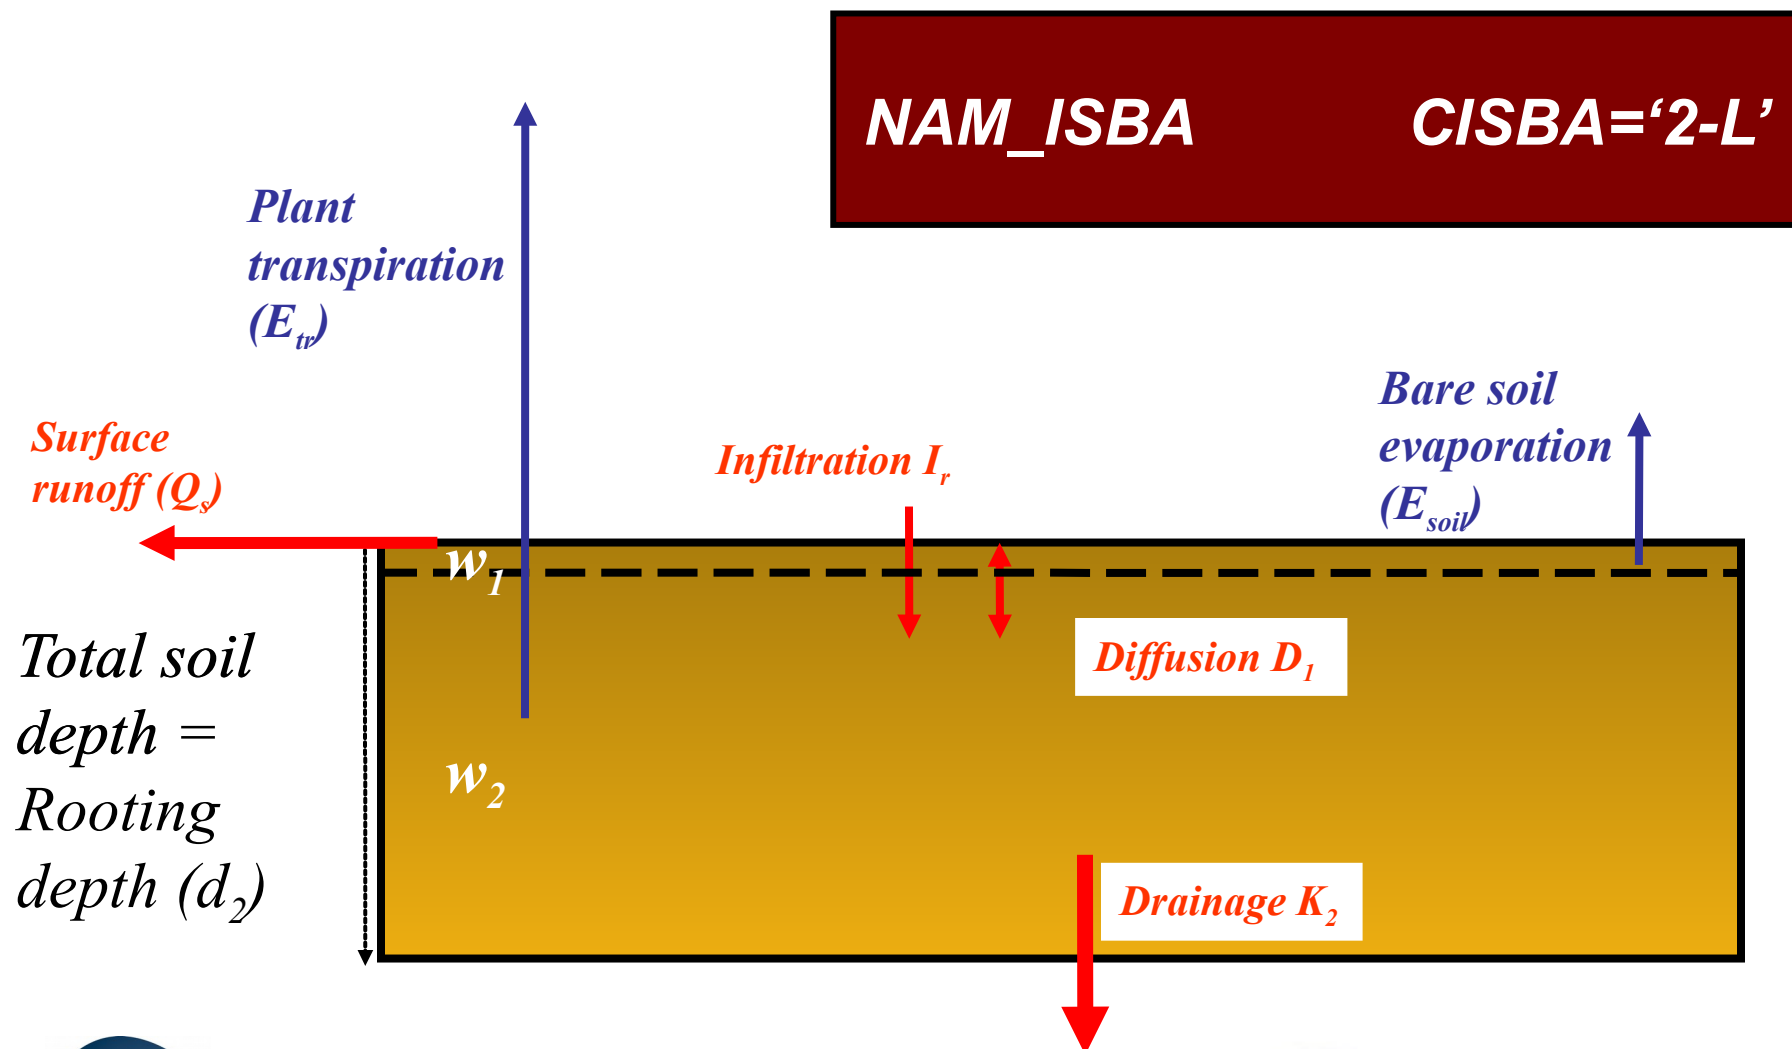 NAM_ISBA CISBA=‘2-L’
Plant
transpiration
(Etr)
Bare soil
evaporation
(Esoil)
Surface
runoff (Qs)
Infiltration Ir
w1
Total soil
depth =
Rooting
depth (d2)
Diffusion D1
w2
Drainage K2